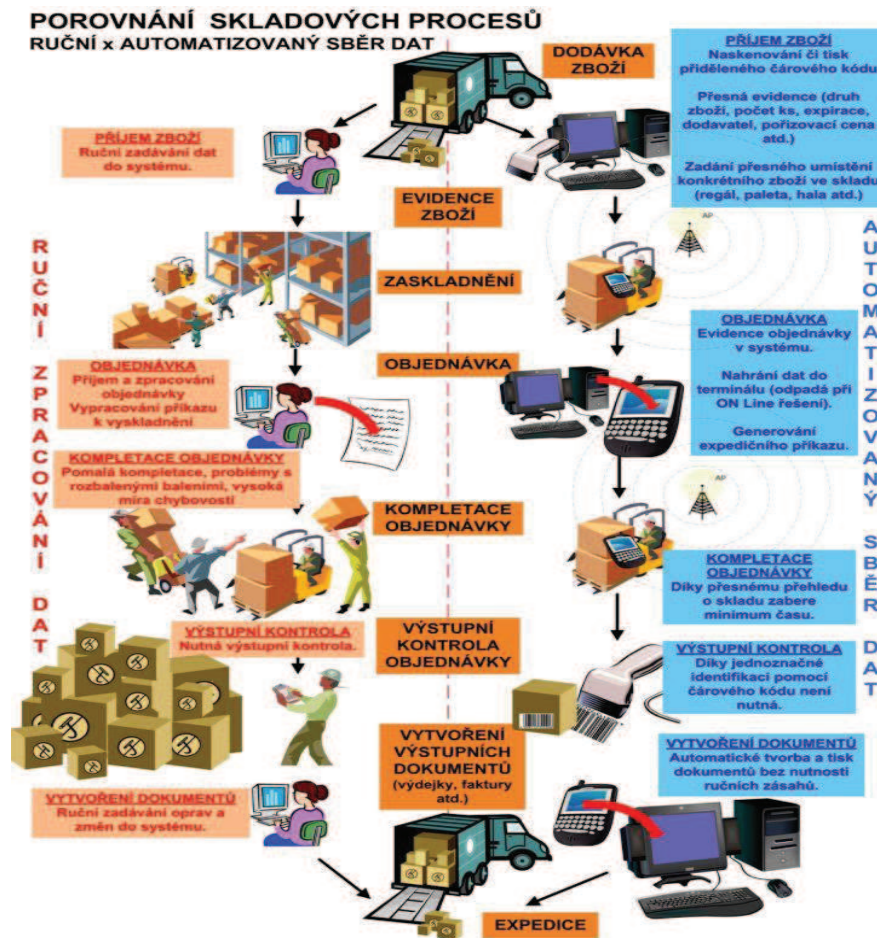 POROVNÁNÍ SKLADOVÝCH PROCESŮ
RUČNÍ x AUTOMATIZOVANÝ SBĚR DAT
DODÁVKA
ZBOŽÍ
PŘÍJEM ZBOŽÍ
Naskenování či tisk
přiděleného čárového kódu
Přesná evidence (druh
zboží, počet ks, expirace,
dodavatel, pořizovací cena
atd.)
Zadání přesného umístění
konkrétního zboží ve skladu
(regál, paleta, hala atd.)
PŘÍJEM ZBOŽÍ
Ruční zadávání dat
do systému.
EVIDENCE
ZBOŽÍ
RUČNÍ ZPRACOVÁNÍ DAT
AUTOMATIZOVANÝ SBĚR DAT
AP
ZASKLADNĚNÍ
OBJEDNÁVKA
Evidence objednávky
v systému.
Nahrání dat do
terminálu (odpadá při
ON Line řešení).
Generování
expedičního příkazu.
OBJEDNÁVKA
OBJEDNÁVKA
Příjem a zpracování
objednávky
Vypracování příkazu
k vyskladnění
KOMPLETACE OBJEDNÁVKY
Pomalá kompletace, problémy s
rozbalenými baleními, vysoká
míra chybovosti
AP
KOMPLETACE
OBJEDNÁVKY
KOMPLETACE
OBJEDNÁVKY
Díky přesnému přehledu
o skladu zabere
minimum času.
VÝSTUPNÍ KONTROLA
Nutná výstupní kontrola.
VÝSTUPNÍ
KONTROLA
OBJEDNÁVKY
VÝSTUPNÍ KONTROLA
Díky jednoznačné
identifikaci pomocí
čárového kódu není
nutná.
VYTVOŘENÍ
VÝSTUPNÍCH
DOKUMENTŮ
(výdejky, faktury
atd.)
VYTVOŘENÍ DOKUMENTŮ
Automatické tvorba a tisk
dokumentů bez nutnosti
ručních zásahů.
VYTVOŘENÍ DOKUMENTŮ
Ruční zadávání oprav a
změn do systému.
EXPEDICE